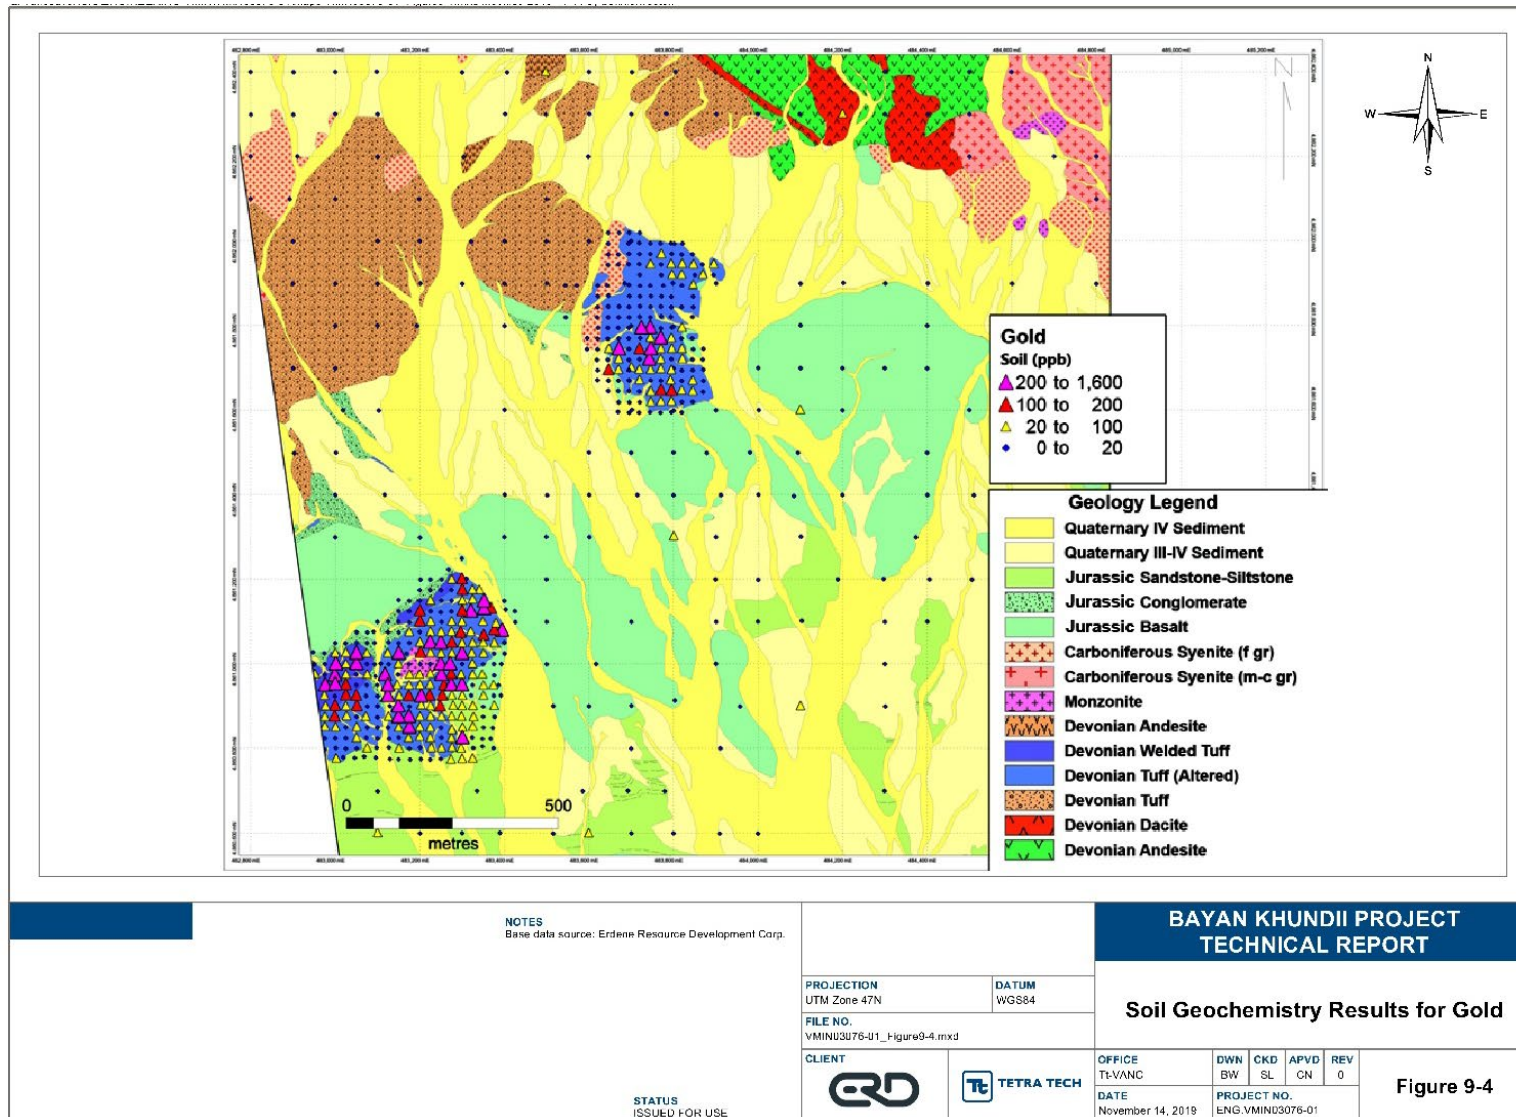 N
W
E
S
N
Gold
Soil (ppb)
200 to 1,600
100 to 200
20 to 100
0 to 20
Geology Legend
Quaternary IV Sediment
Quaternary III-IV Sediment
Jurassic Sandstone-Siltstone
Jurassic Conglomerate
Jurassic Basalt
Carboniferous Syenite (f gr)
Carboniferous Syenite (m-c gr)
Monzonite
Devonian Andesite
Devonian Welded Tuff
Devonian Tuff (Altered)
Devonian Tuff
Devonian Dacite
Devonian Andesite
0 500
metres
NOTES
Base data source: Erdene Resource Development Corp.
STATUS
ISSUED FOR USE
PROJECTION
UTM Zone 47N
DATUM
WGS84
FILE NO.
VMIN03076-01_Figure9-4.mxd
CLIENT
ERD
Tt TETRA TECH
BAYAN KHUNDII PROJECT
TECHNICAL REPORT
Soil Geochemistry Results for Gold
OFFICE
Tt-VANC
DWN CKD APVD REV
BW SL CN 0
DATE
November 14, 2019
PROJECT NO.
ENG.VMIN03076-01
Figure 9-4